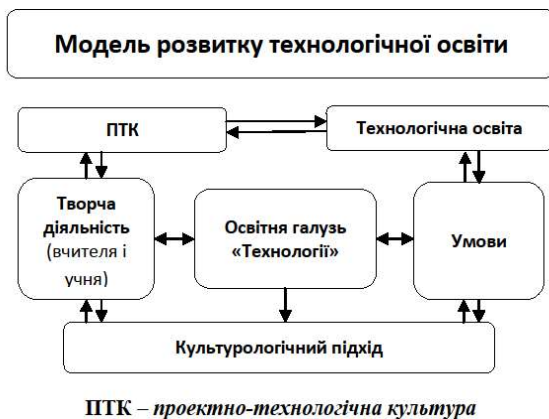 Модель розвитку технологічної освіти
ПТК
Технологічна освіта
Творча
діяльність
(вчителя і
учня)
Освітня галузь
«Технології»
Умови
Культурологічний підхід
ПТК – проектно-технологічна культура